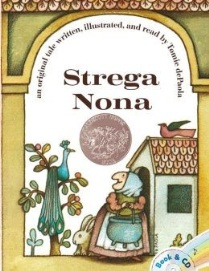 an original tale written, illustrated, and read by Tomie dePaola
Strega
Nona
Book & CD